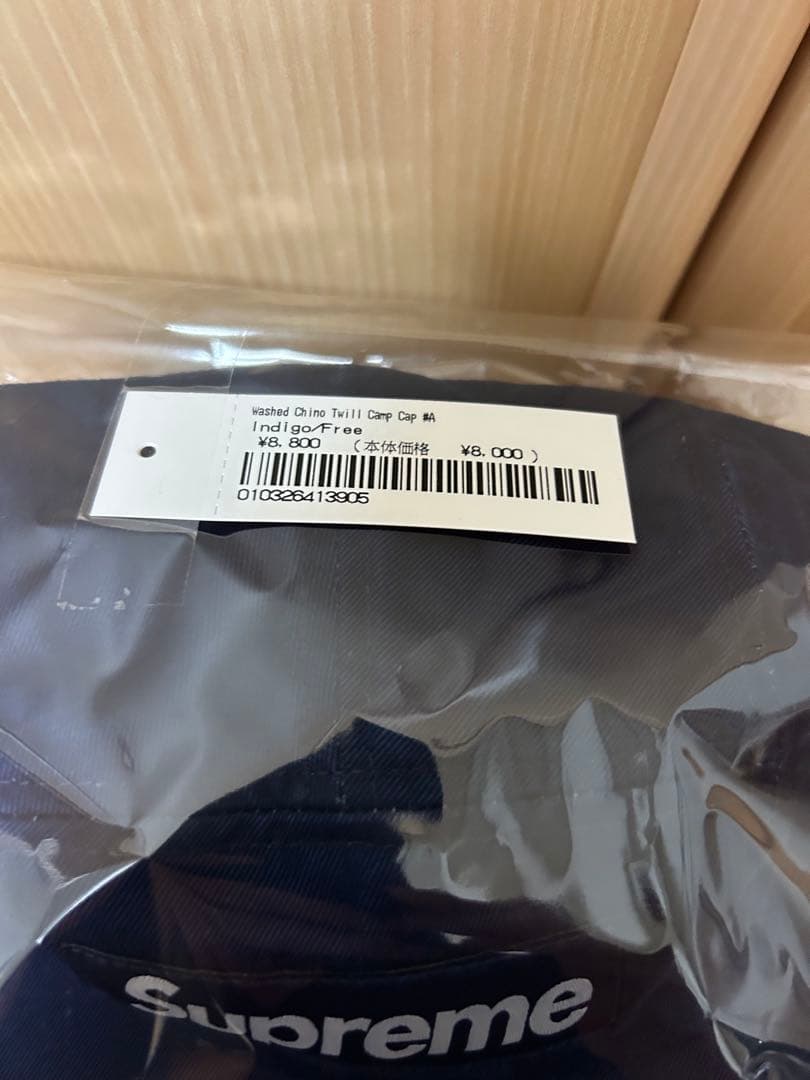 Washed Chino Twill Camp Cap #A
Indigo/Free
¥8,800 (本体価格 ¥8,000)
010326413905
Supreme